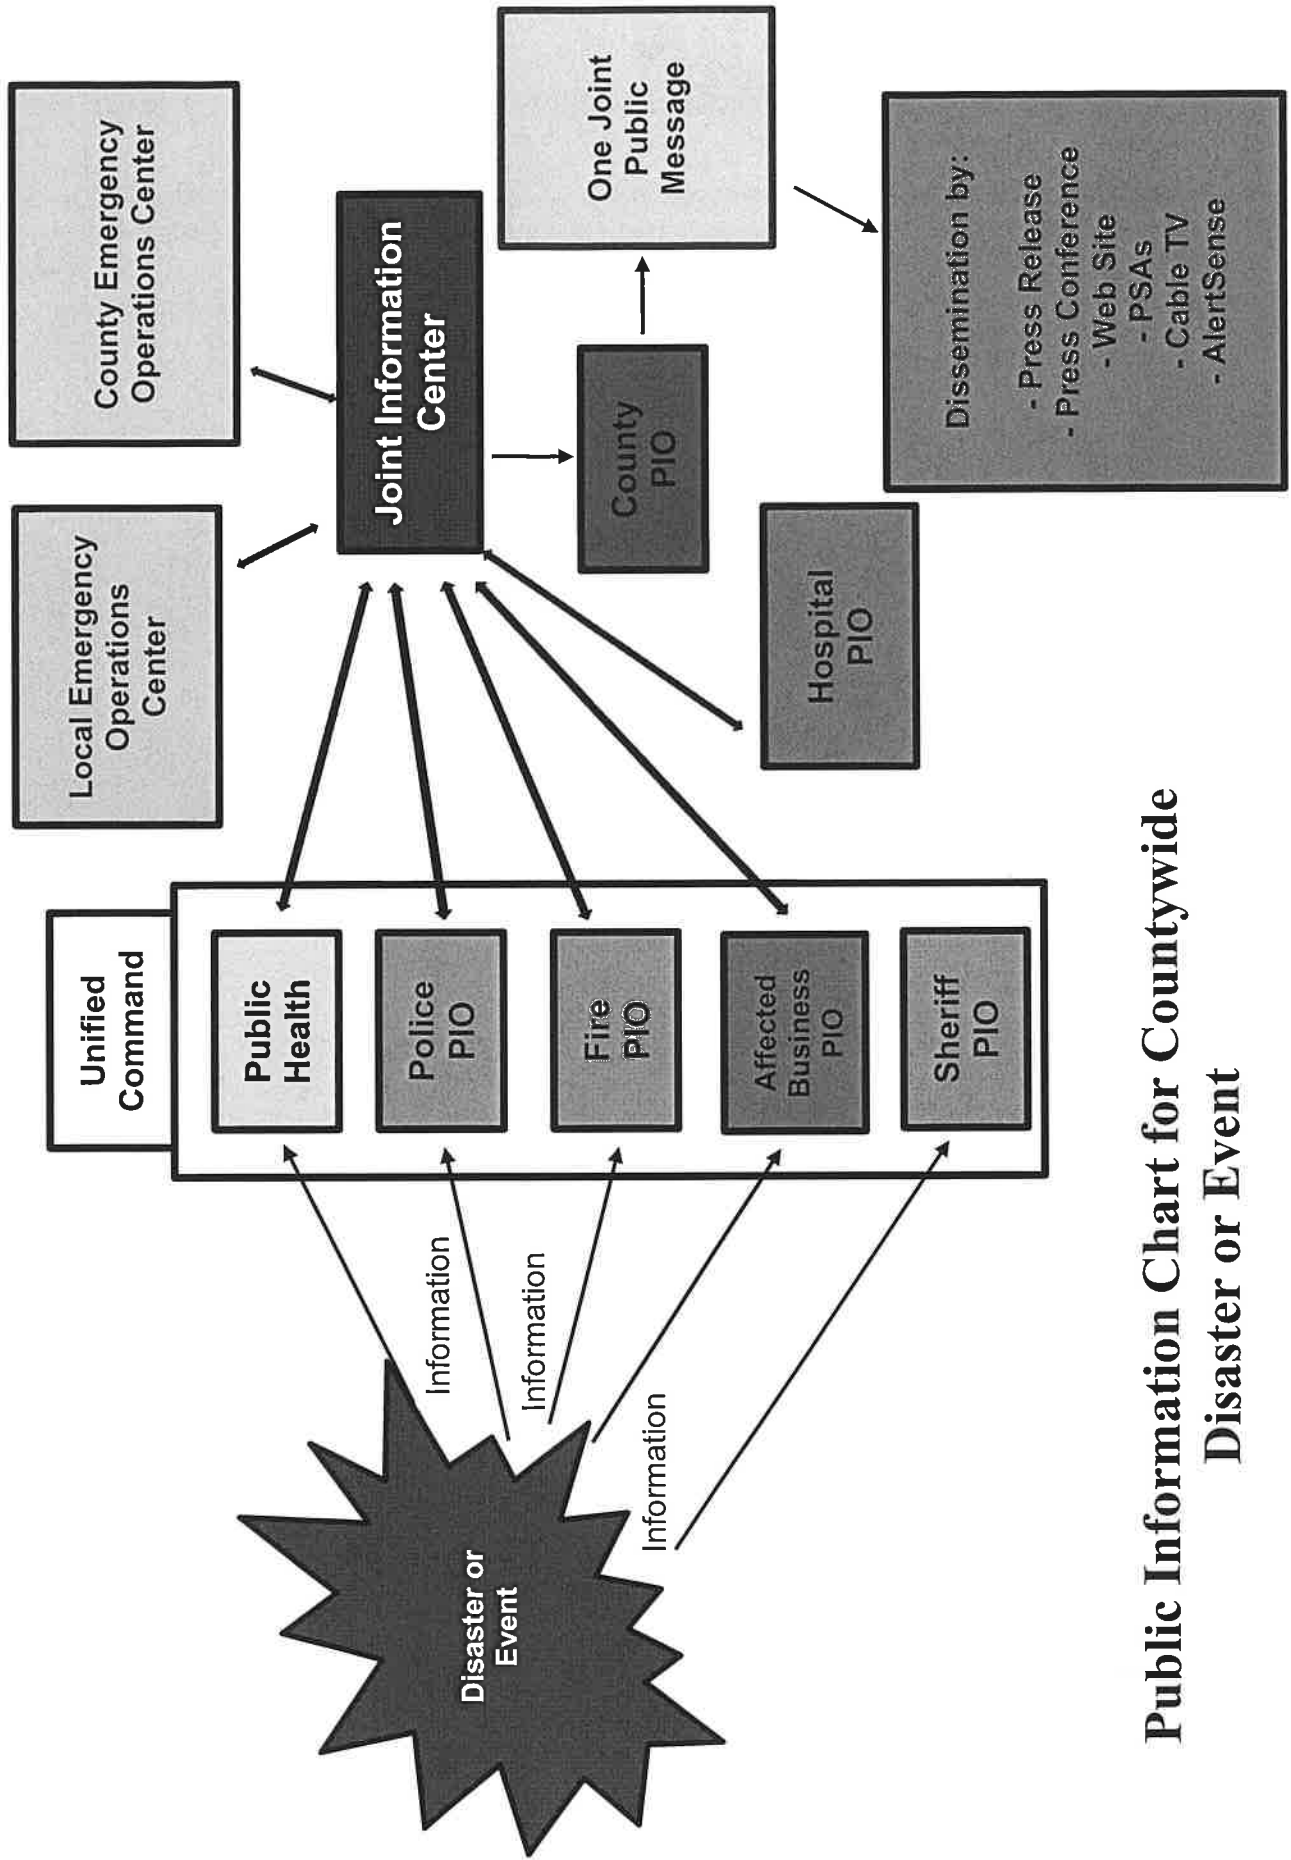 Unified
Command
Public
Health
Police
PIO
Fire
PIO
Affected
Business
PIO
Sheriff
PIO
Disaster or
Event
Information
Information
Information
Local Emergency
Operations
Center
County Emergency
Operations Center
Joint Information
Center
County
PIO
Hospital
PIO
One Joint
Public
Message
Dissemination by:
- Press Release
- Press Conference
- Web Site
- PSAs
- Cable TV
- AlertSense
Public Information Chart for Countywide
Disaster or Event